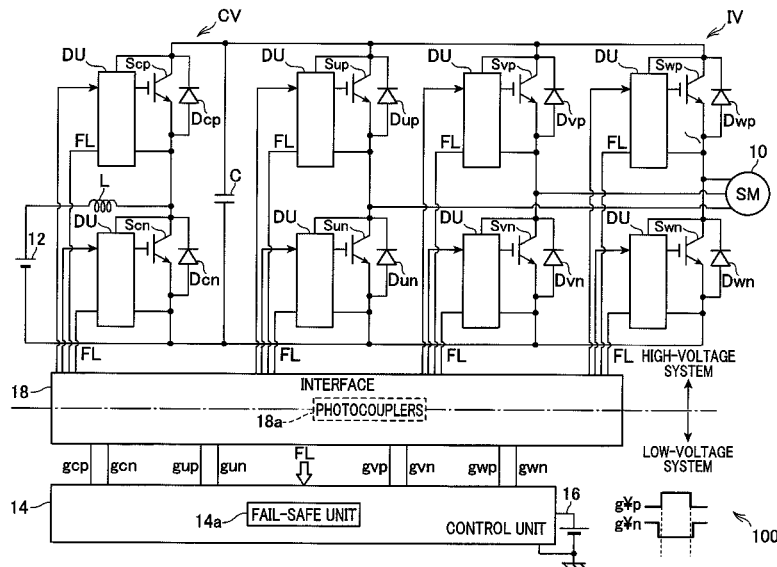 CV
IV
DU
Scp
DU
Sup
DU
Svp
DU
Swp
Dcp
Dup
Dvp
Dwp
10
FL
FL
FL
FL
L
C
SM
DU
Scn
DU
Sun
DU
Svn
DU
Swn
12
Dcn
Dun
Dvn
Dwn
FL
FL
FL
FL
HIGH-VOLTAGE
SYSTEM
18
INTERFACE
18a
PHOTOCOUPLERS
LOW-VOLTAGE
SYSTEM
gcp
gcn
gup
gun
FL
gvp
gvn
gwp
gwn
14
14a
FAIL-SAFE UNIT
CONTROL UNIT
16
g¥p
g¥n
100